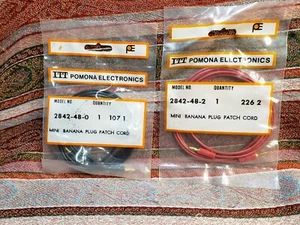 ITT POMONA ELECTRONICS
MODEL NO QUANTITY
2842-48-0 1 107 1
MINI BANANA PLUG PATCH CORD
ITT POMONA ELECTRONICS
MODEL NO QUANTITY
2842-48-2 1 226 2
MINI BANANA PLUG PATCH CORD